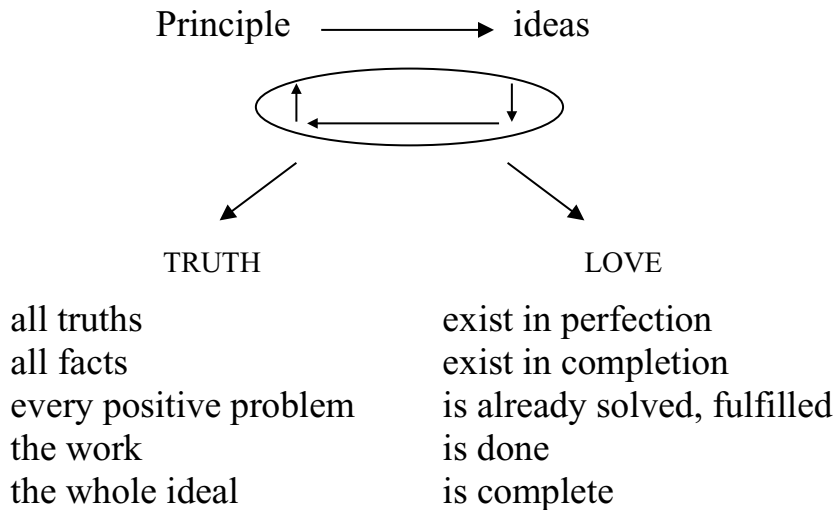 Principle ideas
TRUTH LOVE
all truths exist in perfection
all facts exist in completion
every positive problem is already solved, fulfilled
the work is done
the whole ideal is complete